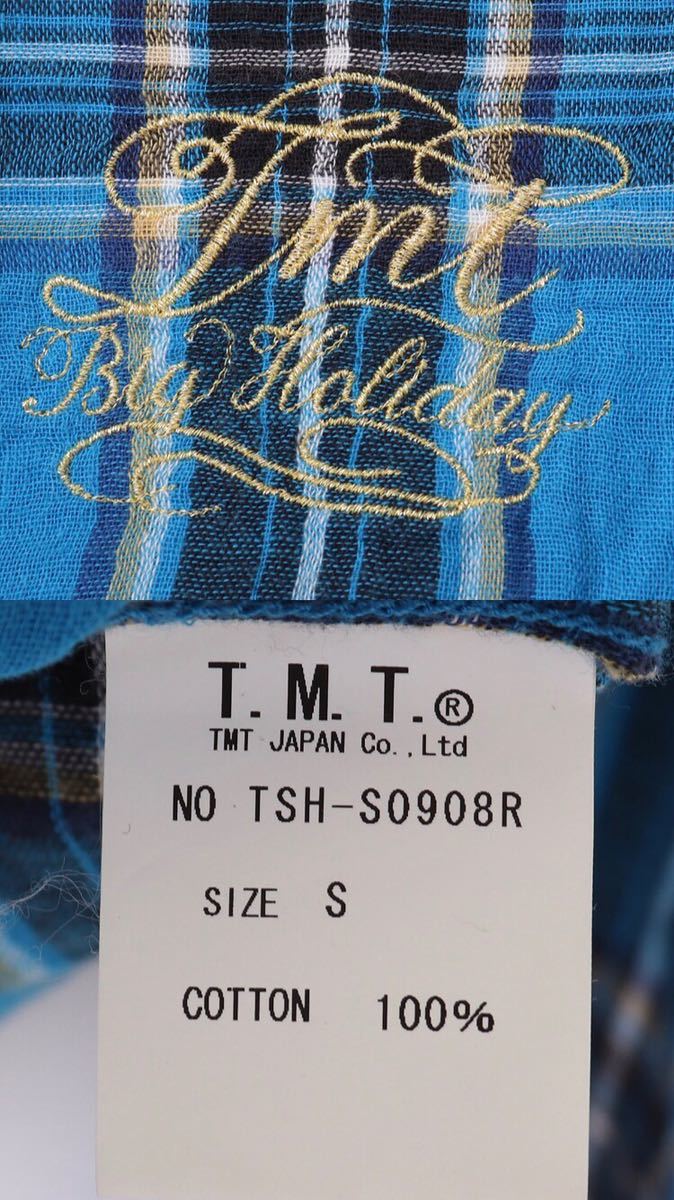 Tmt
Big Holiday
T. M. T.®
TMT JAPAN Co.,Ltd
NO TSH-S0908R
SIZE S
COTTON 100%